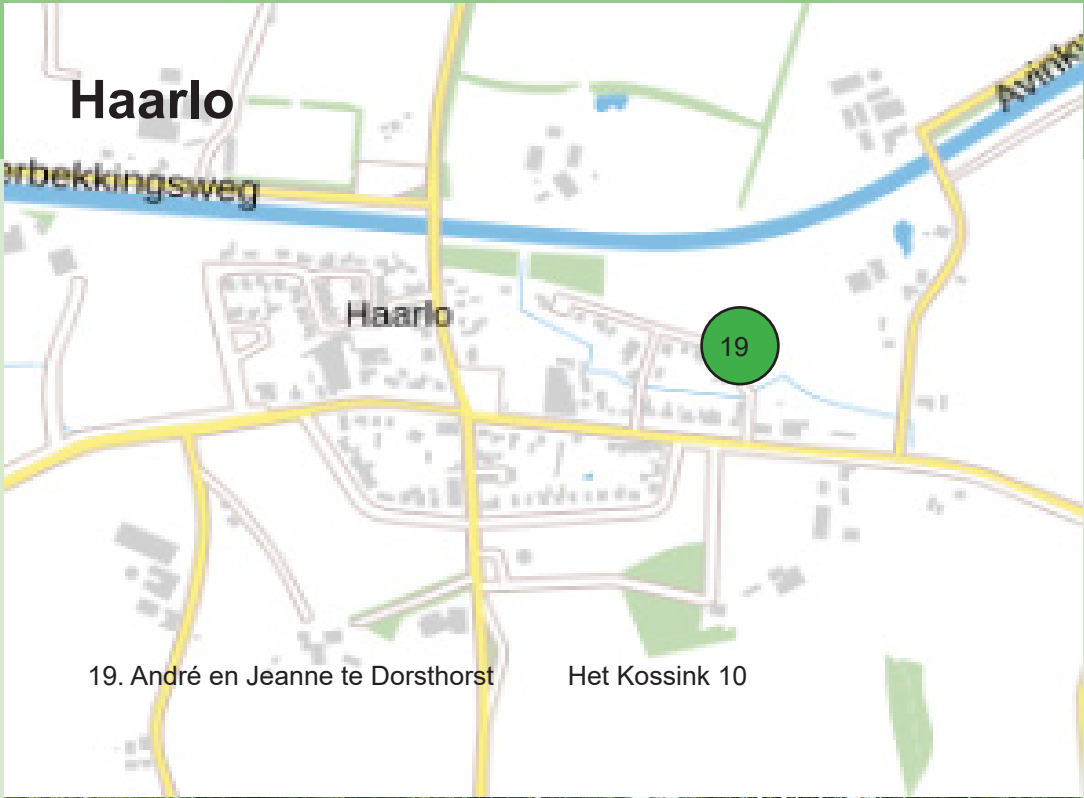 Haarlo
Avink
erbekkingsweg
Haarlo
19
19. André en Jeanne te Dorsthorst Het Kossink 10